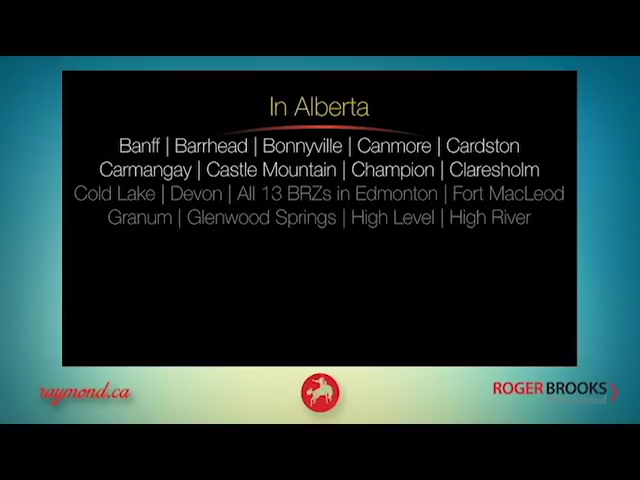 In Alberta
Banff | Barrhead | Bonnyville | Canmore | Cardston
Carmangay | Castle Mountain | Champion | Claresholm
Cold Lake | Devon | All 13 BRZs in Edmonton | Fort MacLeod
Granum | Glenwood Springs | High Level | High River
raymond.ca
ROGER BROOKS